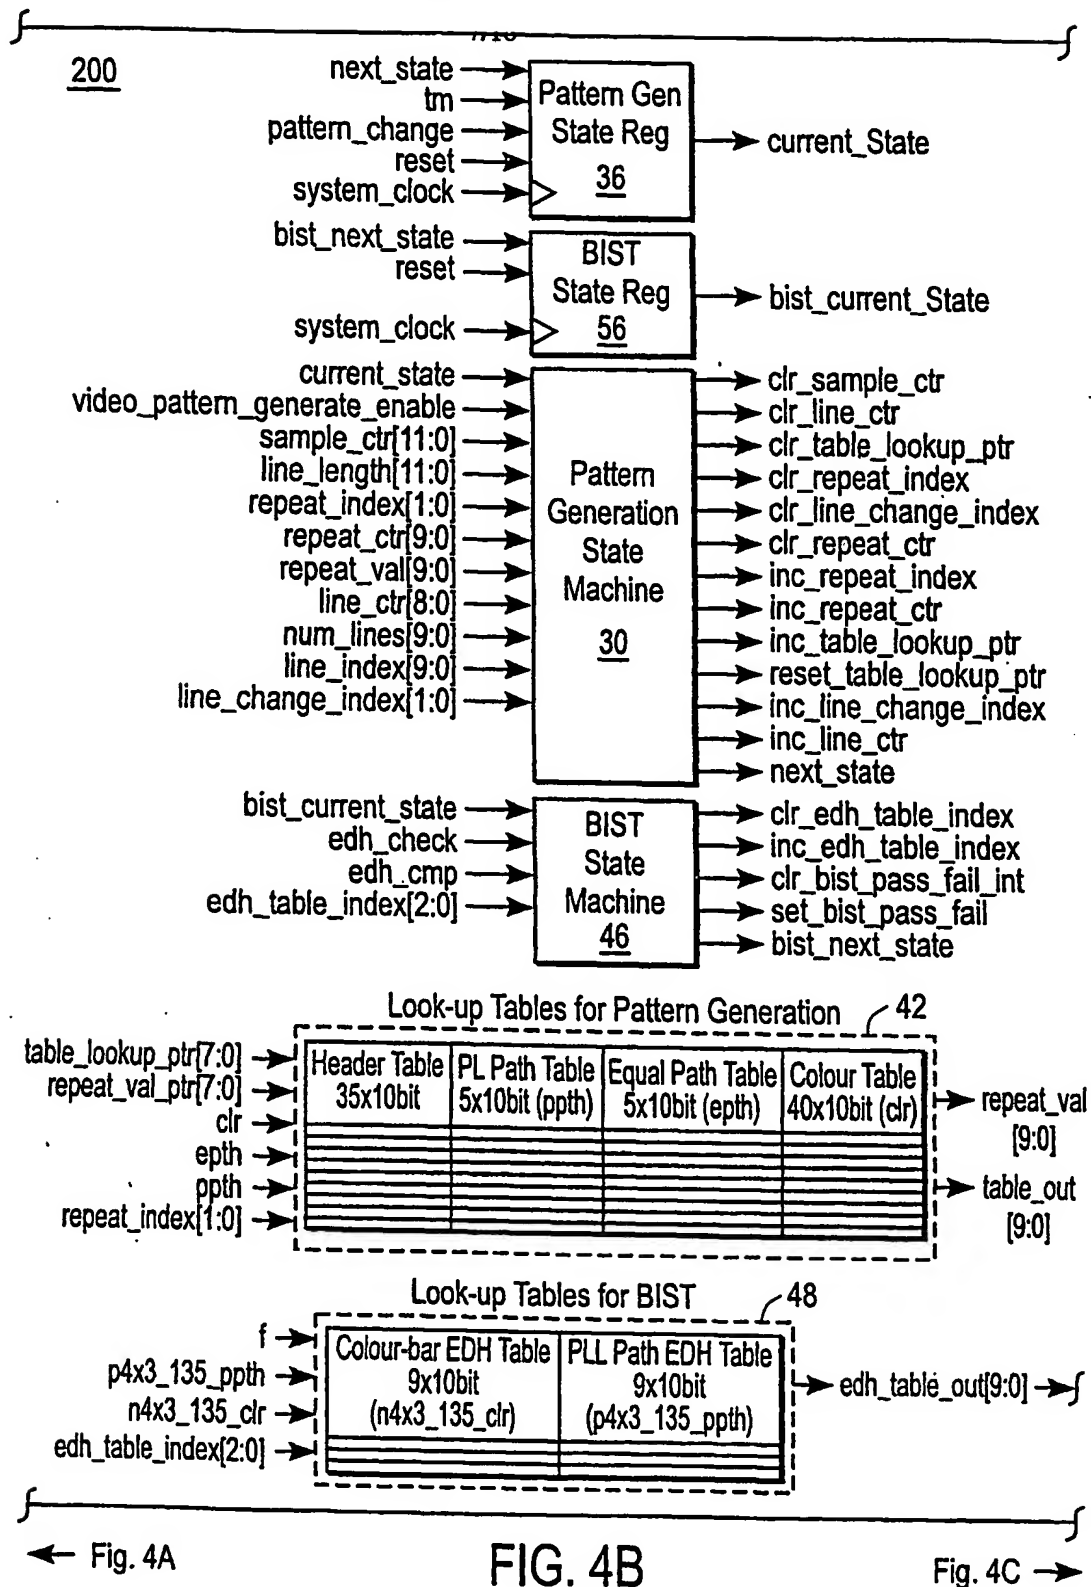 200
next_state
tm
pattern_change
reset
system_clock
Pattern Gen
State Reg
36
current_State
bist_next_state
reset
system_clock
BIST
State Reg
56
bist_current_State
current_state
video_pattern_generate_enable
sample_ctr[11:0]
line_length[11:0]
repeat_index[1:0]
repeat_ctr[9:0]
repeat_val[9:0]
line_ctr[8:0]
num_lines[9:0]
line_index[9:0]
line_change_index[1:0]
Pattern
Generation
State
Machine
30
clr_sample_ctr
clr_line_ctr
clr_table_lookup_ptr
clr_repeat_index
clr_line_change_index
clr_repeat_ctr
inc_repeat_index
inc_repeat_ctr
inc_table_lookup_ptr
reset_table_lookup_ptr
inc_line_change_index
inc_line_ctr
next_state
bist_current_state
edh_check
edh_cmp
edh_table_index[2:0]
BIST
State
Machine
46
clr_edh_table_index
inc_edh_table_index
clr_bist_pass_fail_int
set_bist_pass_fail
bist_next_state
Look-up Tables for Pattern Generation
42
table_lookup_ptr[7:0]
repeat_val_ptr[7:0]
clr
epth
ppth
repeat_index[1:0]
Header Table
35x10bit
PL Path Table
5x10bit (ppth)
Equal Path Table
5x10bit (epth)
Colour Table
40x10bit (clr)
repeat_val
[9:0]
table_out
[9:0]
Look-up Tables for BIST
48
f
p4x3_135_ppth
n4x3_135_clr
edh_table_index[2:0]
Colour-bar EDH Table
9x10bit
(n4x3_135_clr)
PLL Path EDH Table
9x10bit
(p4x3_135_ppth)
edh_table_out[9:0]
Fig. 4A
FIG. 4B
Fig. 4C